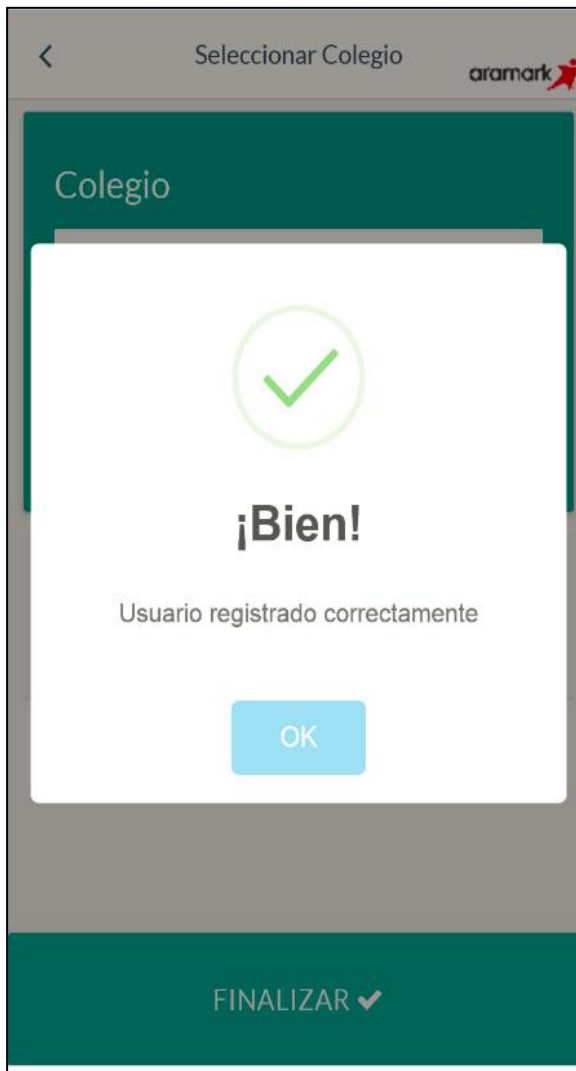 Seleccionar Colegio
aramark
Colegio
¡Bien!
Usuario registrado correctamente
OK
FINALIZAR